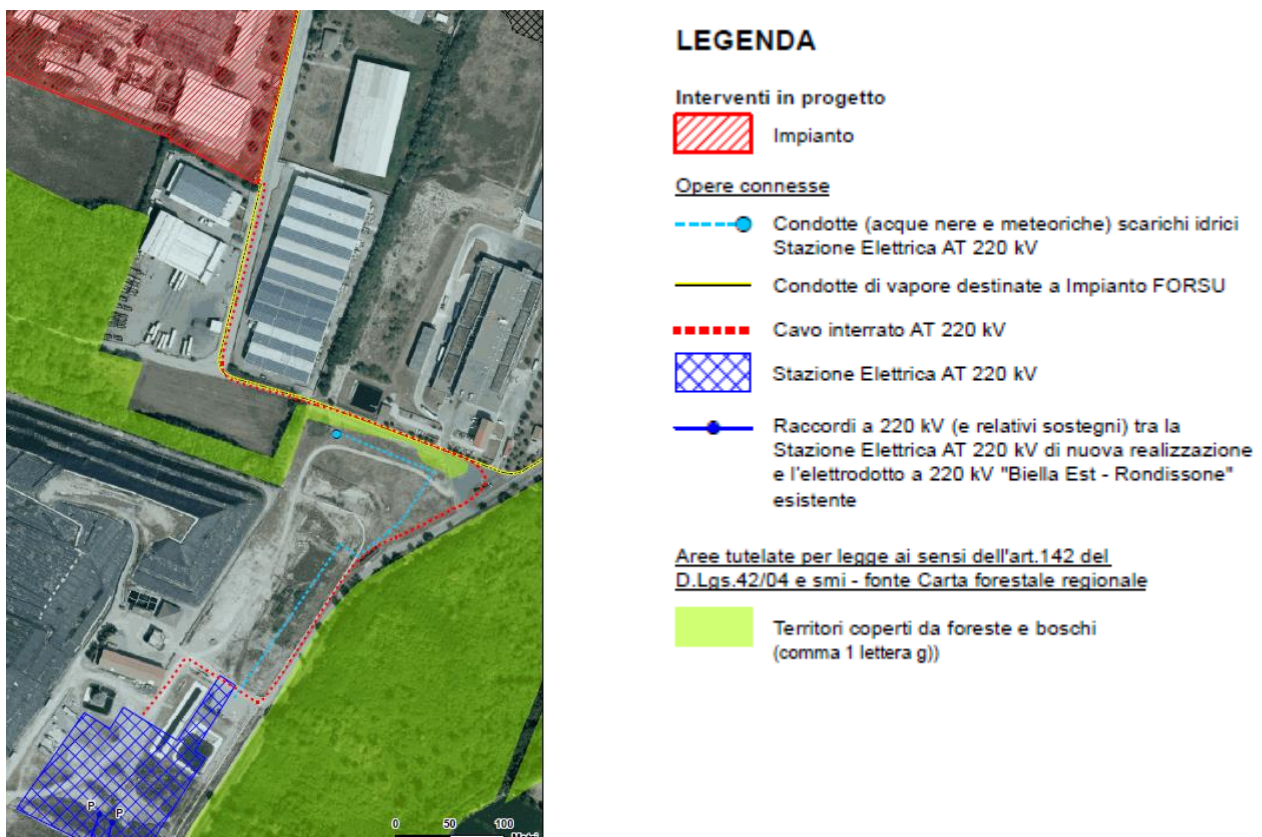 LEGENDA
Interventi in progetto
Impianto
Opere connesse
Condotte (acque nere e meteoriche) scarichi idrici
Stazione Elettrica AT 220 kV
Condotte di vapore destinate a Impianto FORSU
Cavo interrato AT 220 kV
Stazione Elettrica AT 220 kV
Raccordi a 220 kV (e relativi sostegni) tra la
Stazione Elettrica AT 220 kV di nuova realizzazione
e l'elettrodotto a 220 kV "Biella Est - Rondissone"
esistente
Aree tutelate per legge ai sensi dell'art.142 del
D.Lgs.42/04 e smi - fonte Carta forestale regionale
Territori coperti da foreste e boschi
(comma 1 lettera g))
P
P
0 50 100
Metri